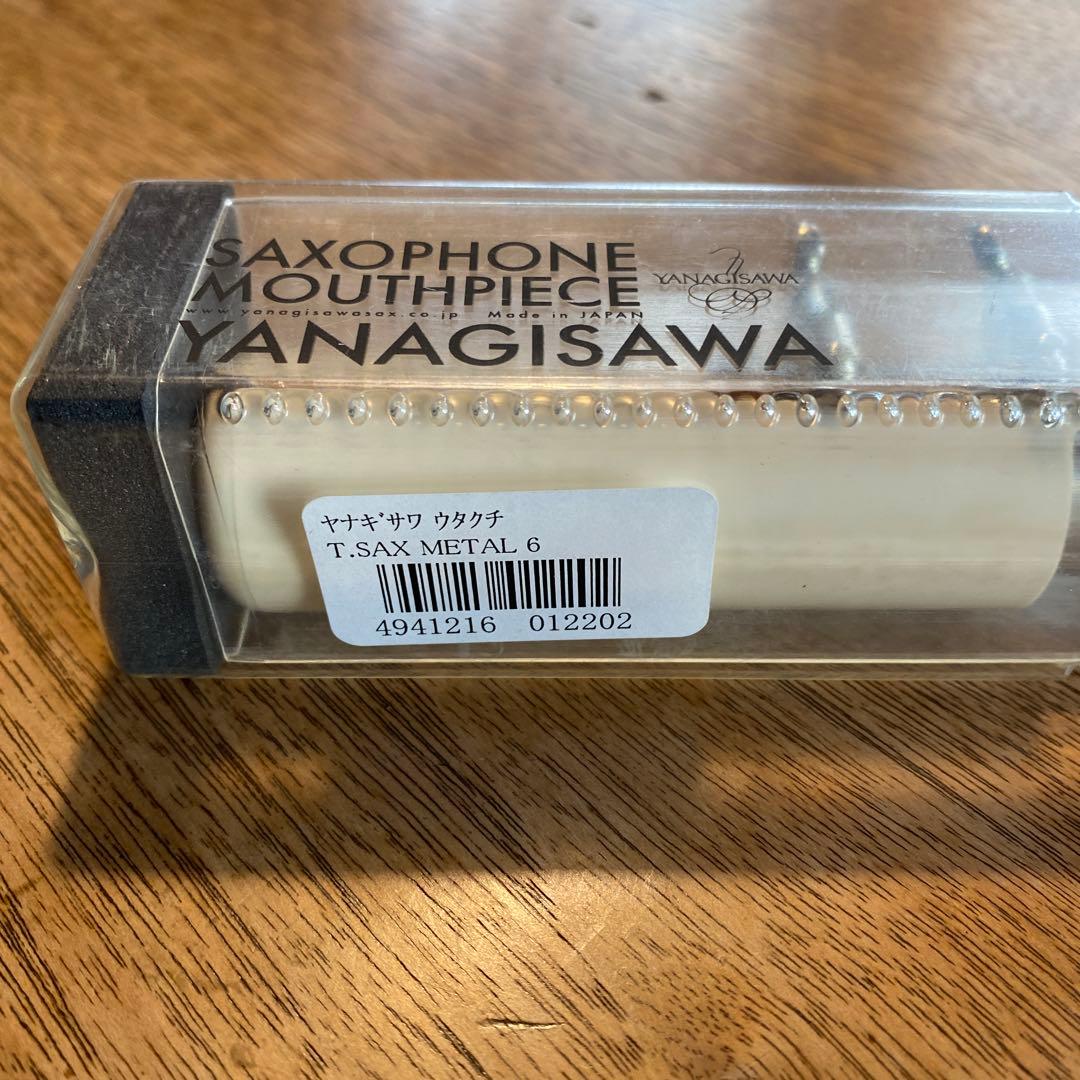 SAXOPHONE
MOUTHPIECE
YANAGISAWA
www.yanagisawasax.co.jp Made in JAPAN
YANAGISAWA
ヤナギサワ ウタクチ
T.SAX METAL 6
4941216 012202